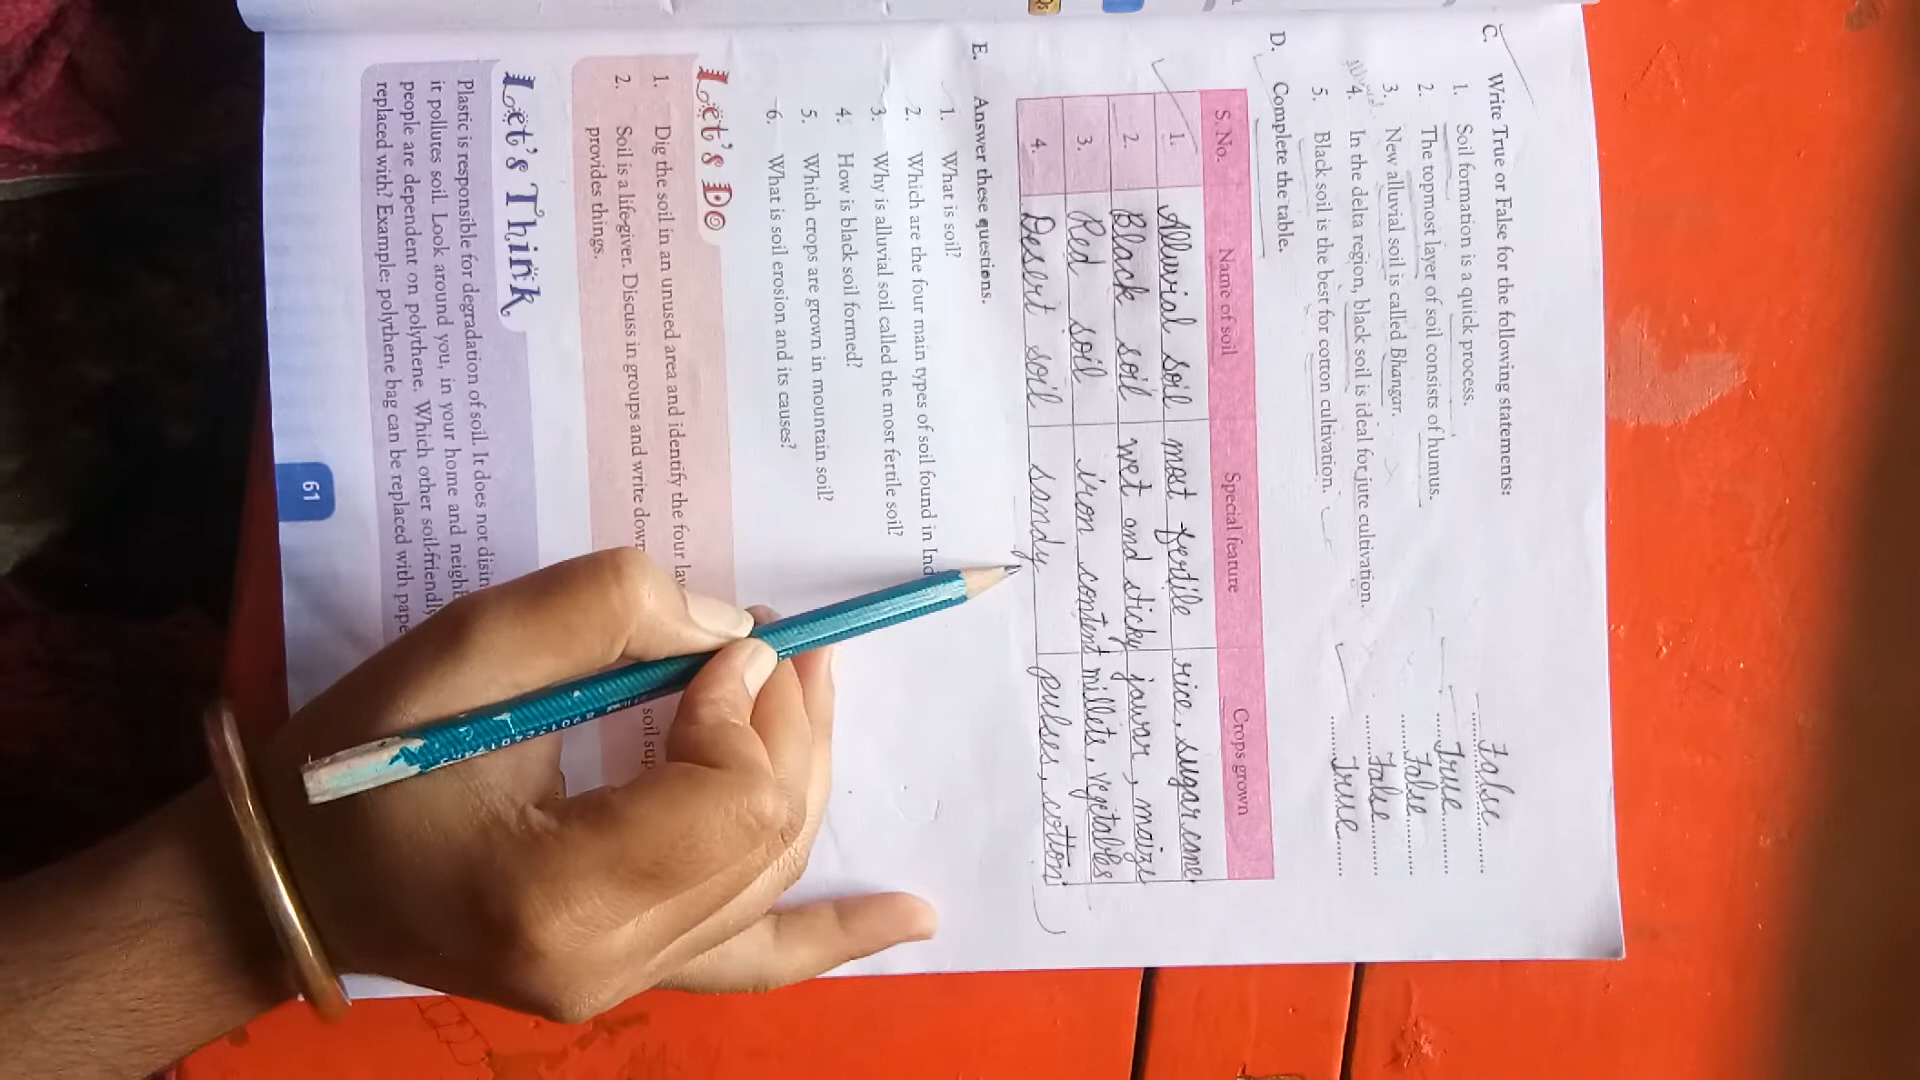 C. Write True or False for the following statements:
1. Soil formation is a quick process. False
2. The topmost layer of soil consists of humus. True
3. New alluvial soil is called Bhangar. False
4. In the delta region, black soil is ideal for jute cultivation. False
5. Black soil is the best for cotton cultivation. True
D. Complete the table.
S. No. Name of soil Special feature Crops grown
1. Alluvial soil most fertile rice, sugarcane
2. Black soil wet and sticky jowar, maize
3. Red soil iron content millets, vegetables
4. Desert soil sandy pulses, cotton
E. Answer these questions.
1. What is soil?
2. Which are the four main types of soil found in Ind
3. Why is alluvial soil called the most fertile soil?
4. How is black soil formed?
5. Which crops are grown in mountain soil?
6. What is soil erosion and its causes?
Let's Do
1. Dig the soil in an unused area and identify the four
2. Soil is a life-giver. Discuss in groups and write down soil sup
provides things.
Let's Think
Plastic is responsible for degradation of soil. It does not disin
it pollutes soil. Look around you, in your home and neigh
people are dependent on polythene. Which other soil-friendly
replaced with? Example: polythene bag can be replaced with pape
61